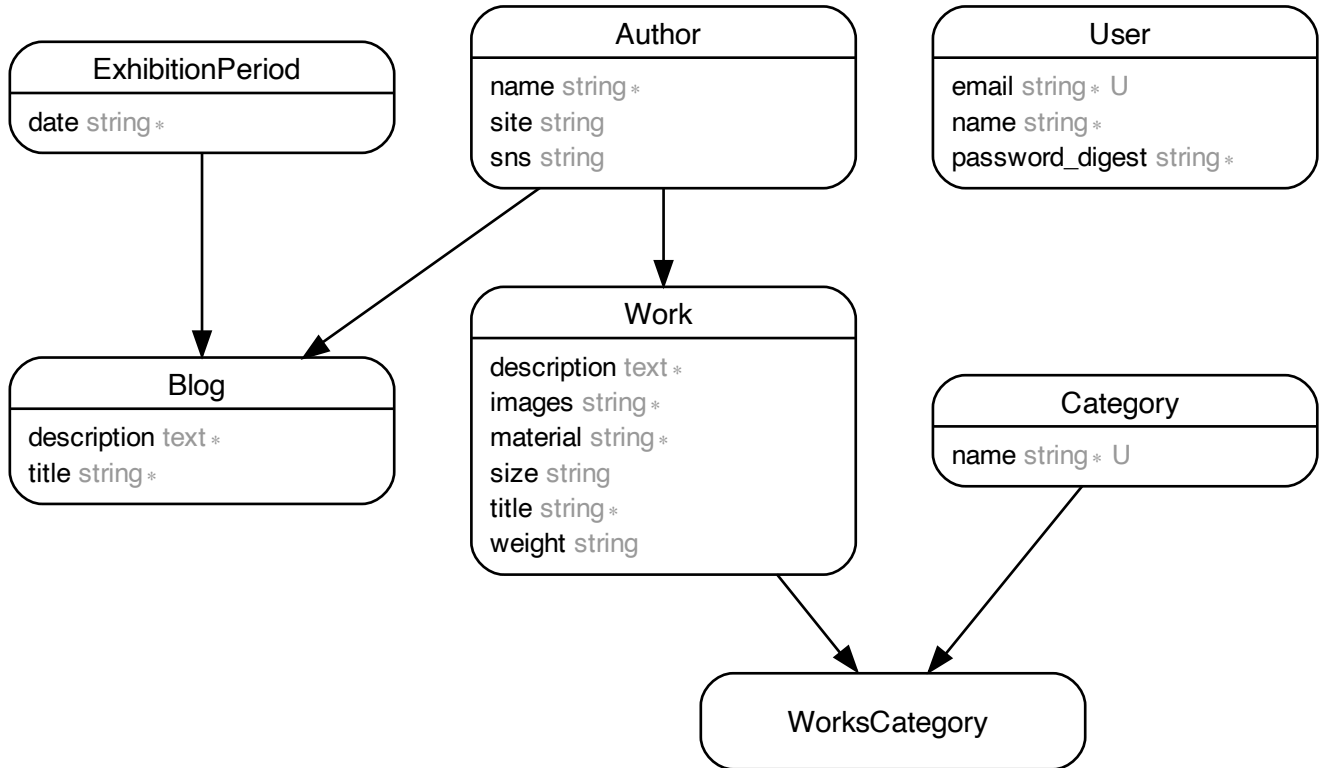 ExhibitionPeriod
date string *
Author
name string *
site string
sns string
User
email string * U
name string *
password_digest string *
Blog
description text *
title string *
Work
description text *
images string *
material string *
size string
title string *
weight string
Category
name string * U
WorksCategory